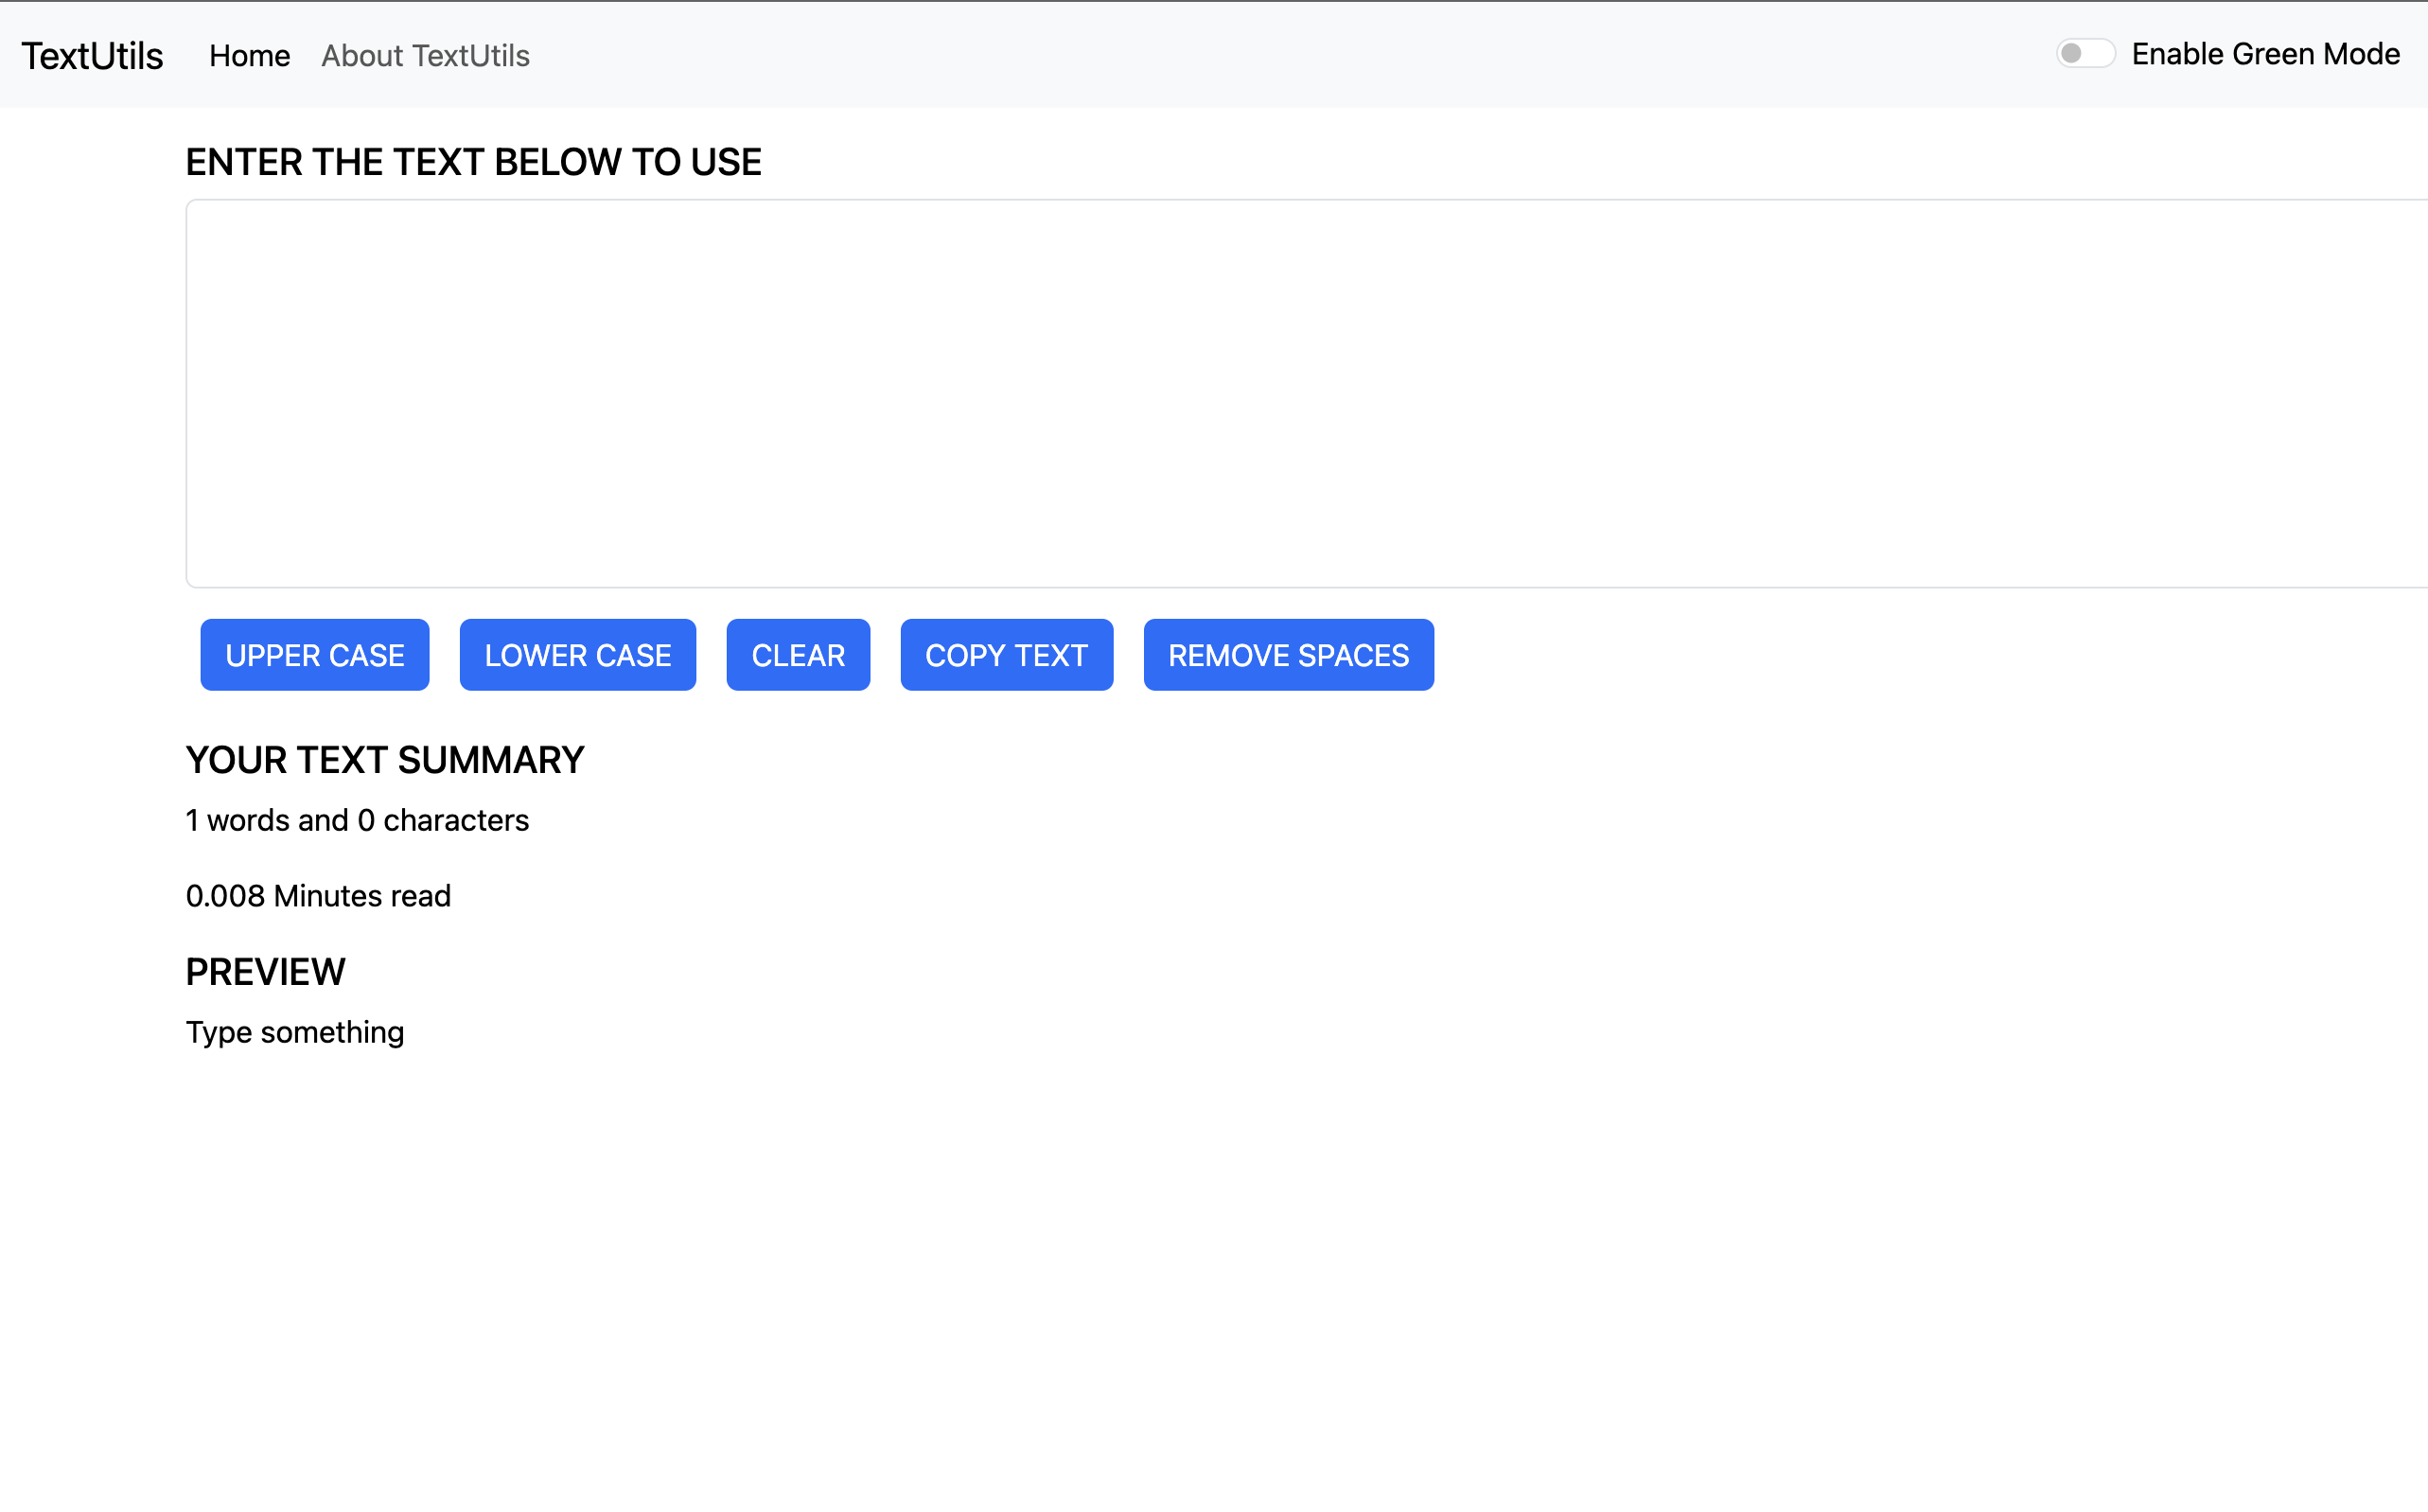 TextUtils Home About TextUtils Enable Green Mode
ENTER THE TEXT BELOW TO USE
UPPER CASE LOWER CASE CLEAR COPY TEXT REMOVE SPACES
YOUR TEXT SUMMARY
1 words and 0 characters
0.008 Minutes read
PREVIEW
Type something